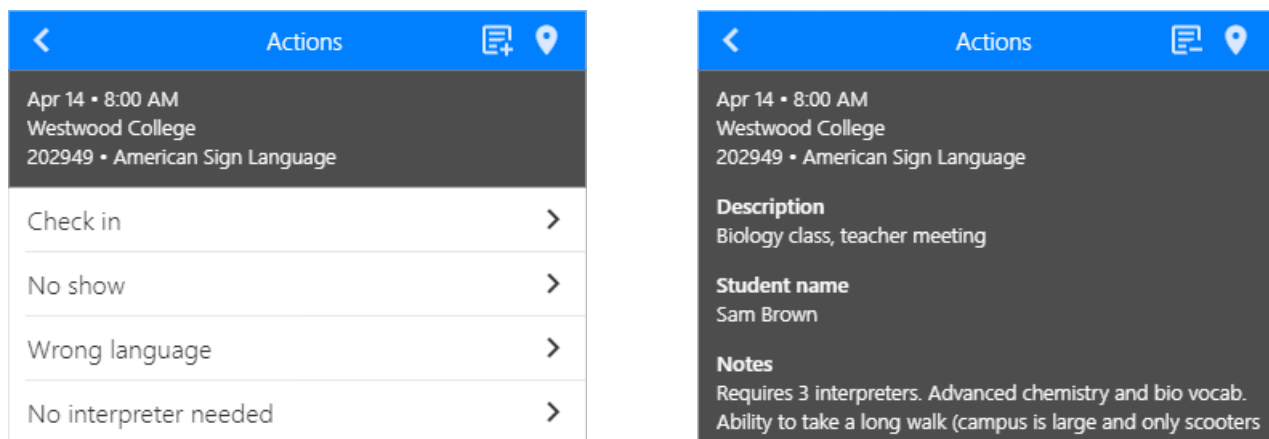 Actions
Apr 14 • 8:00 AM
Westwood College
202949 • American Sign Language
Check in
No show
Wrong language
No interpreter needed
Actions
Apr 14 • 8:00 AM
Westwood College
202949 • American Sign Language
Description
Biology class, teacher meeting
Student name
Sam Brown
Notes
Requires 3 interpreters. Advanced chemistry and bio vocab.
Ability to take a long walk (campus is large and only scooters